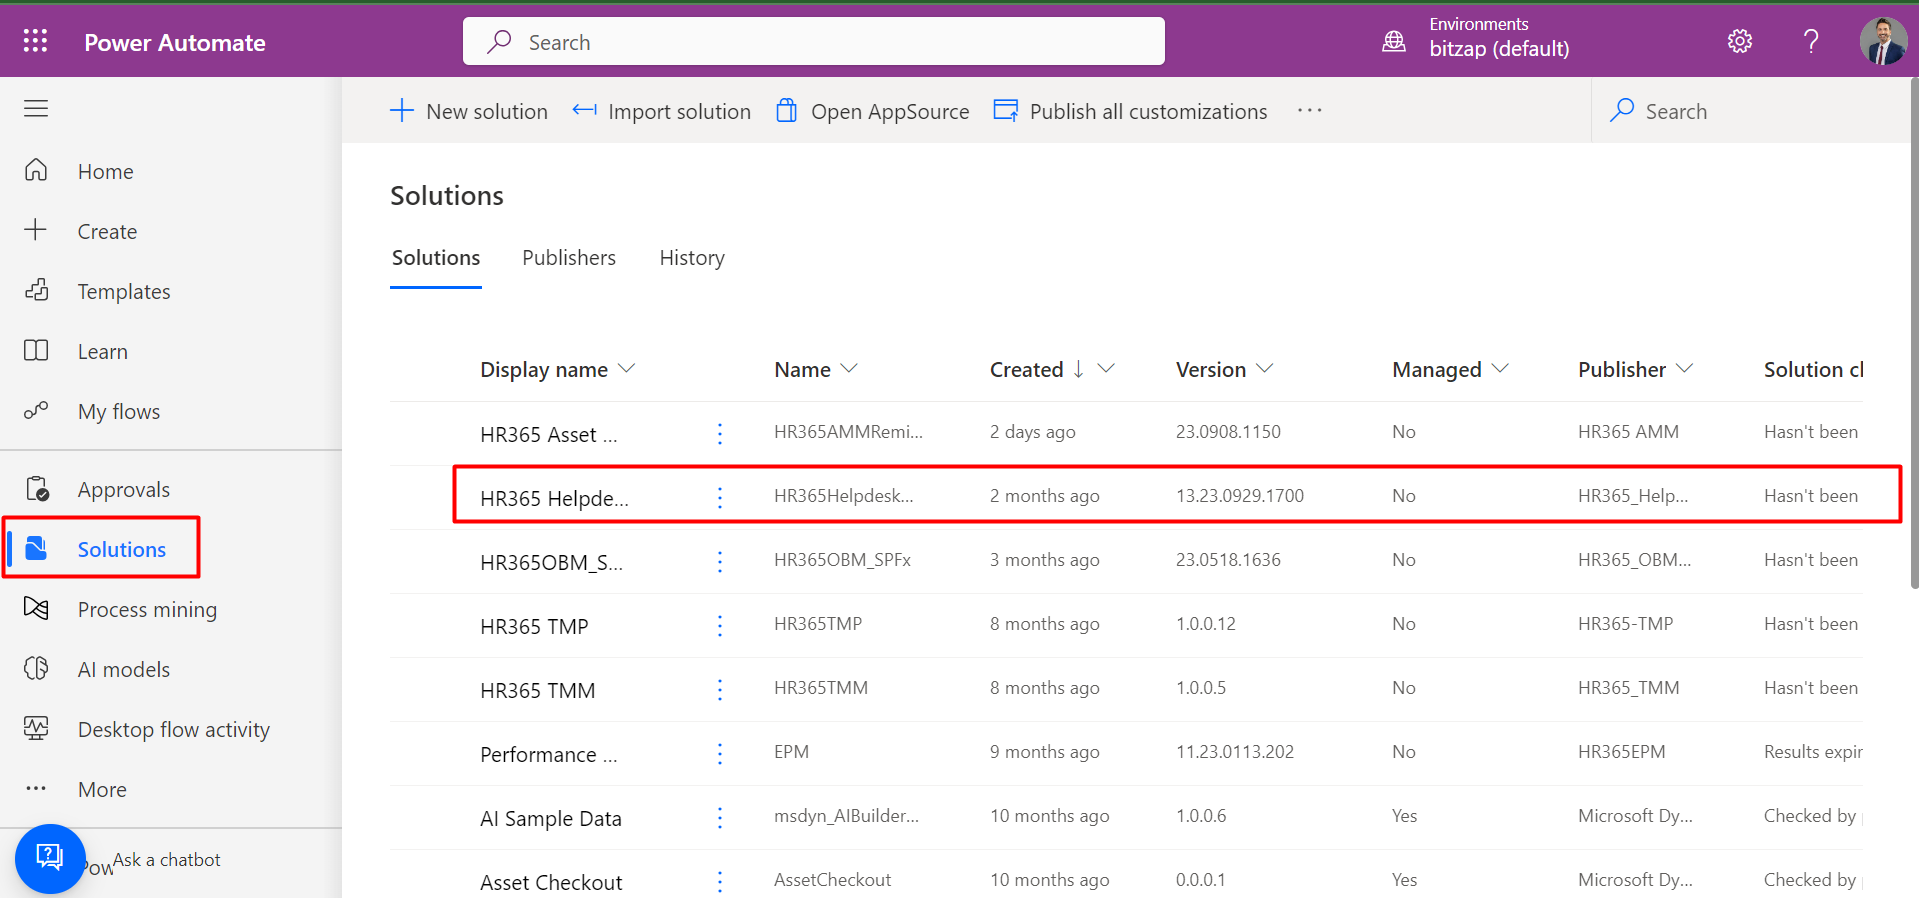 Power Automate
Search
Environments
bitzap (default)
New solution
Import solution
Open AppSource
Publish all customizations
Search
Home
Create
Templates
Learn
My flows
Approvals
Solutions
Process mining
AI models
Desktop flow activity
More
Pow
Ask a chatbot
Solutions
Solutions Publishers History
Display name Name Created Version Managed Publisher Solution cl
HR365 Asset ... HR365AMMRemi... 2 days ago 23.0908.1150 No HR365 AMM Hasn't been
HR365 Helpde... HR365Helpdesk... 2 months ago 13.23.0929.1700 No HR365_Help... Hasn't been
HR365OBM_S... HR365OBM_SPFx 3 months ago 23.0518.1636 No HR365_OBM... Hasn't been
HR365 TMP HR365TMP 8 months ago 1.0.0.12 No HR365-TMP Hasn't been
HR365 TMM HR365TMM 8 months ago 1.0.0.5 No HR365_TMM Hasn't been
Performance ... EPM 9 months ago 11.23.0113.202 No HR365EPM Results expir
AI Sample Data msdyn_AIBuilder... 10 months ago 1.0.0.6 Yes Microsoft Dy... Checked by
Asset Checkout AssetCheckout 10 months ago 0.0.0.1 Yes Microsoft Dy... Checked by